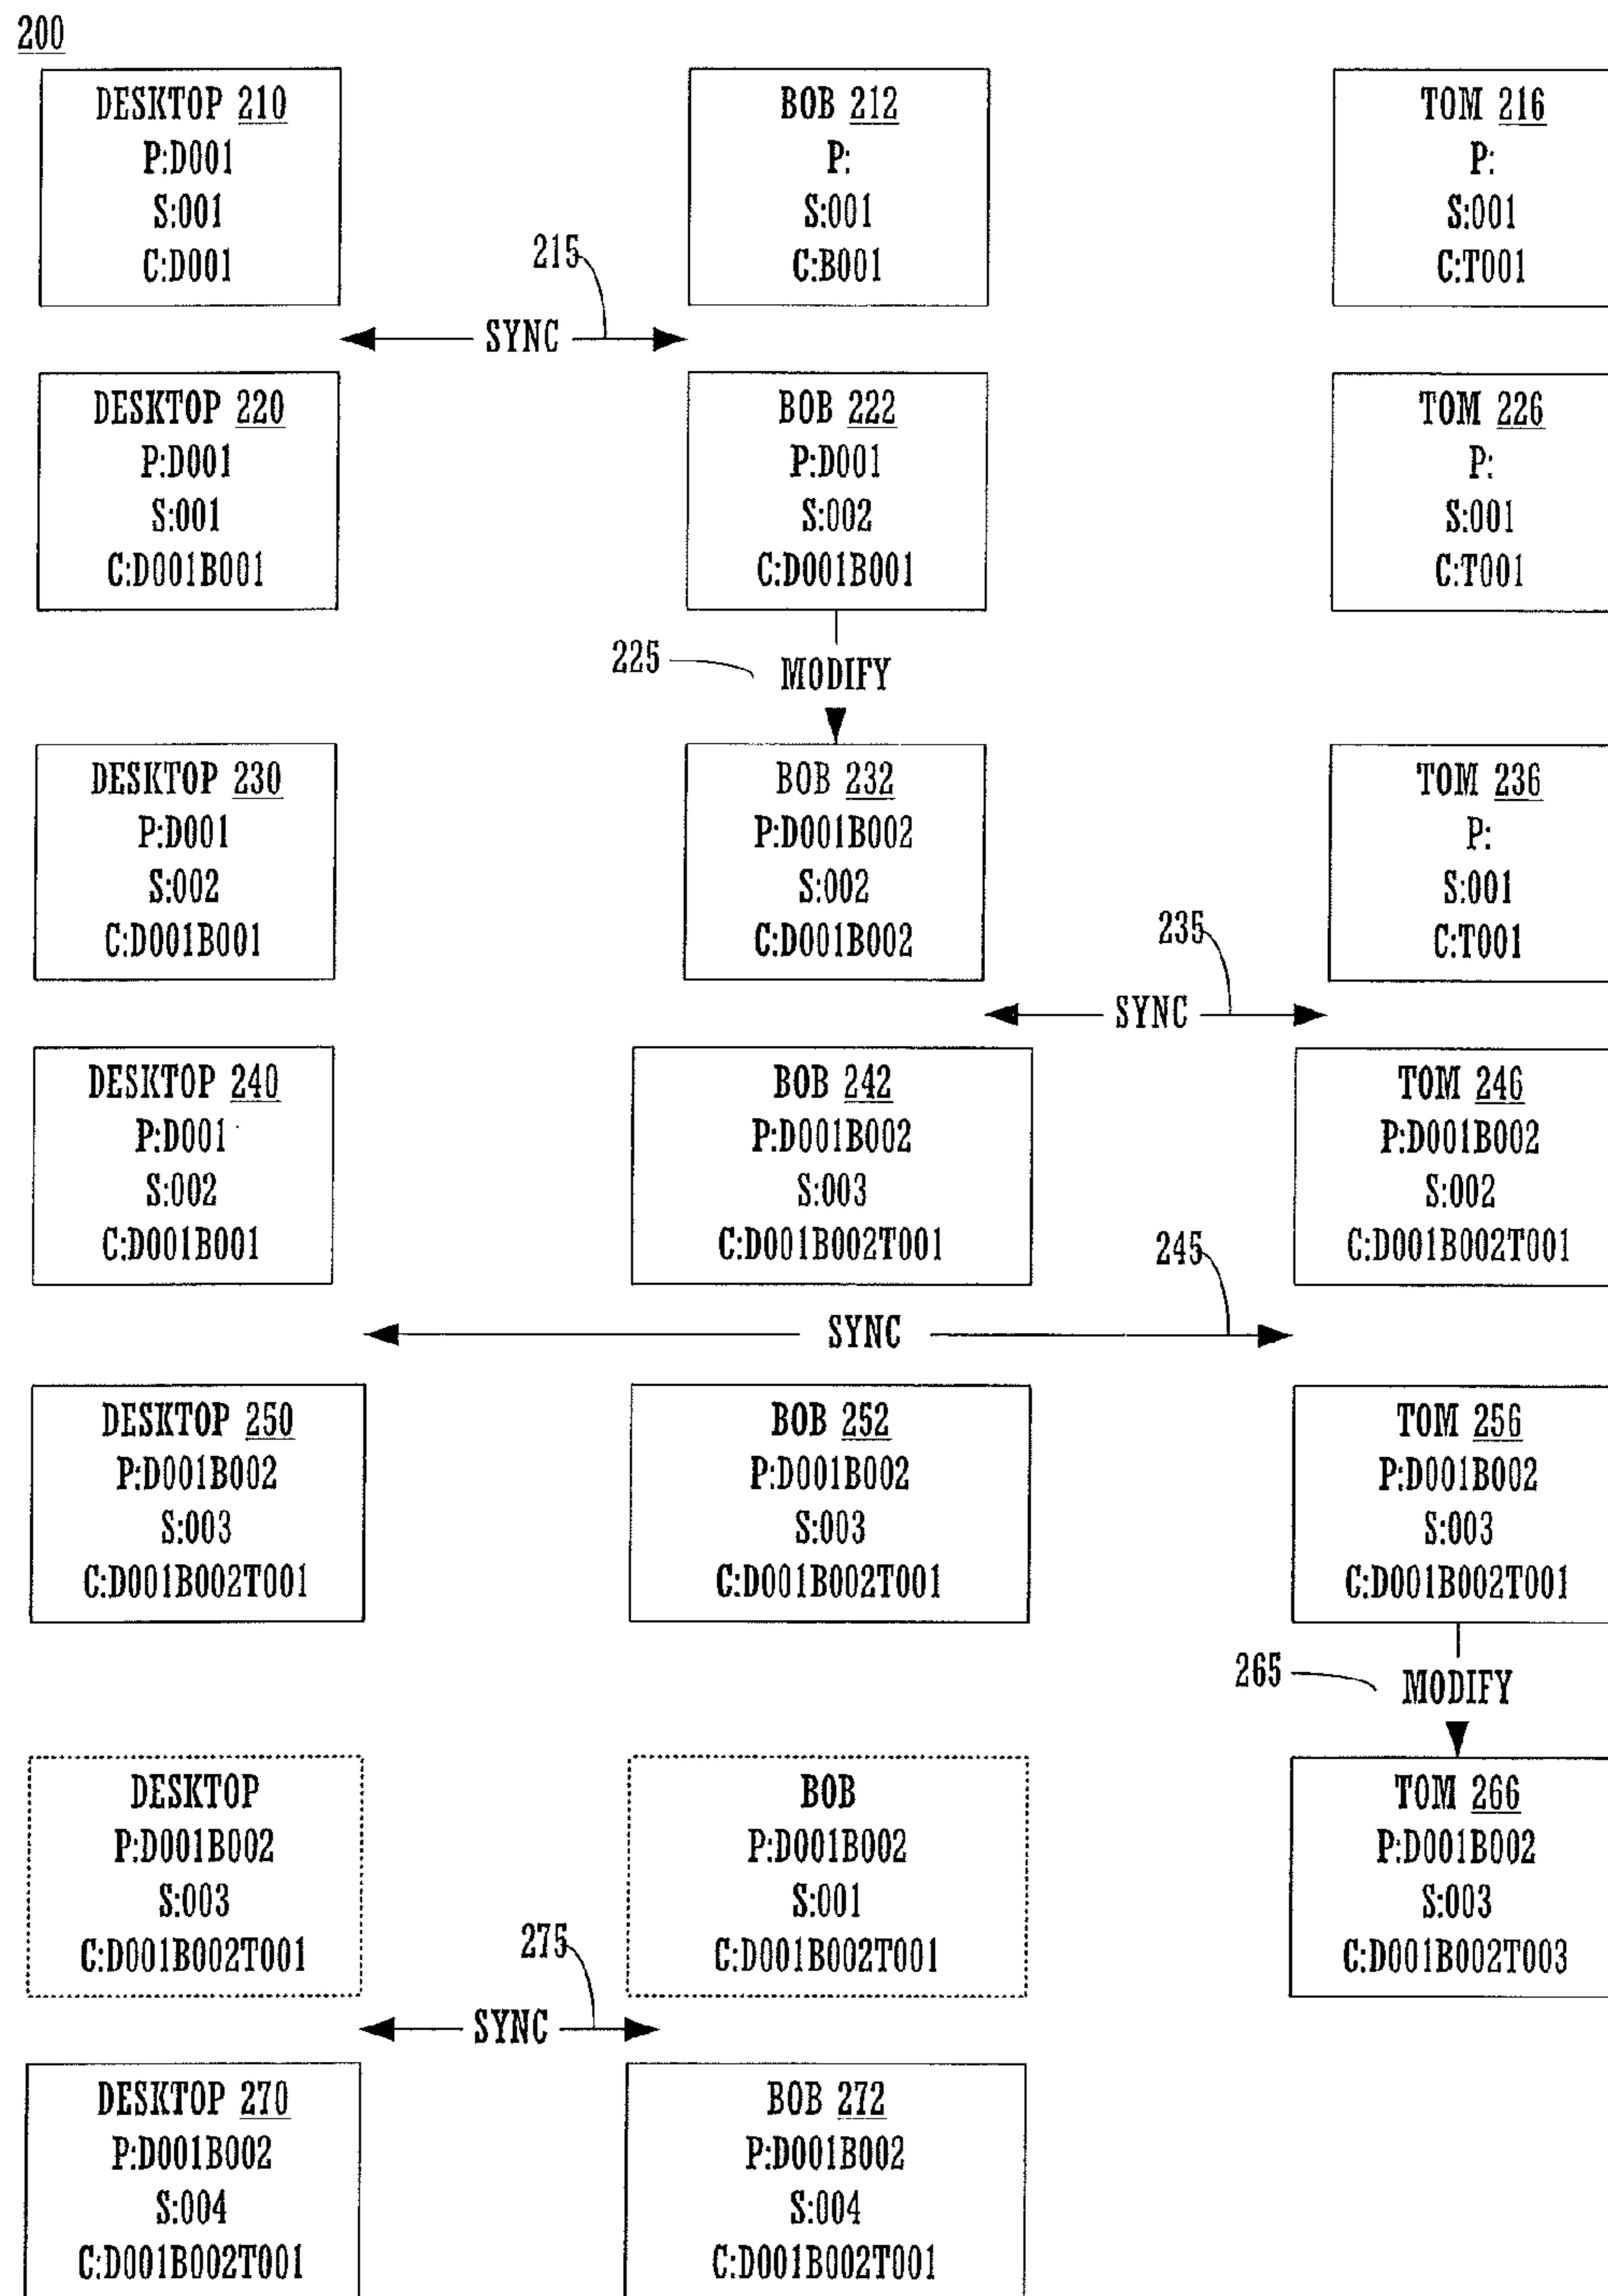 200
DESKTOP 210
P:D001
S:001
C:D001
BOB 212
P:
S:001
C:B001
TOM 216
P:
S:001
C:T001
215
SYNC
DESKTOP 220
P:D001
S:001
C:D001B001
BOB 222
P:D001
S:002
C:D001B001
TOM 226
P:
S:001
C:T001
225
MODIFY
DESKTOP 230
P:D001
S:002
C:D001B001
BOB 232
P:D001B002
S:002
C:D001B002
TOM 236
P:
S:001
C:T001
235
SYNC
DESKTOP 240
P:D001
S:002
C:D001B001
BOB 242
P:D001B002
S:003
C:D001B002T001
TOM 246
P:D001B002
S:002
C:D001B002T001
245
SYNC
DESKTOP 250
P:D001B002
S:003
C:D001B002T001
BOB 252
P:D001B002
S:003
C:D001B002T001
TOM 256
P:D001B002
S:003
C:D001B002T001
265
MODIFY
DESKTOP
P:D001B002
S:003
C:D001B002T001
BOB
P:D001B002
S:001
C:D001B002T001
TOM 266
P:D001B002
S:003
C:D001B002T003
275
SYNC
DESKTOP 270
P:D001B002
S:004
C:D001B002T001
BOB 272
P:D001B002
S:004
C:D001B002T001